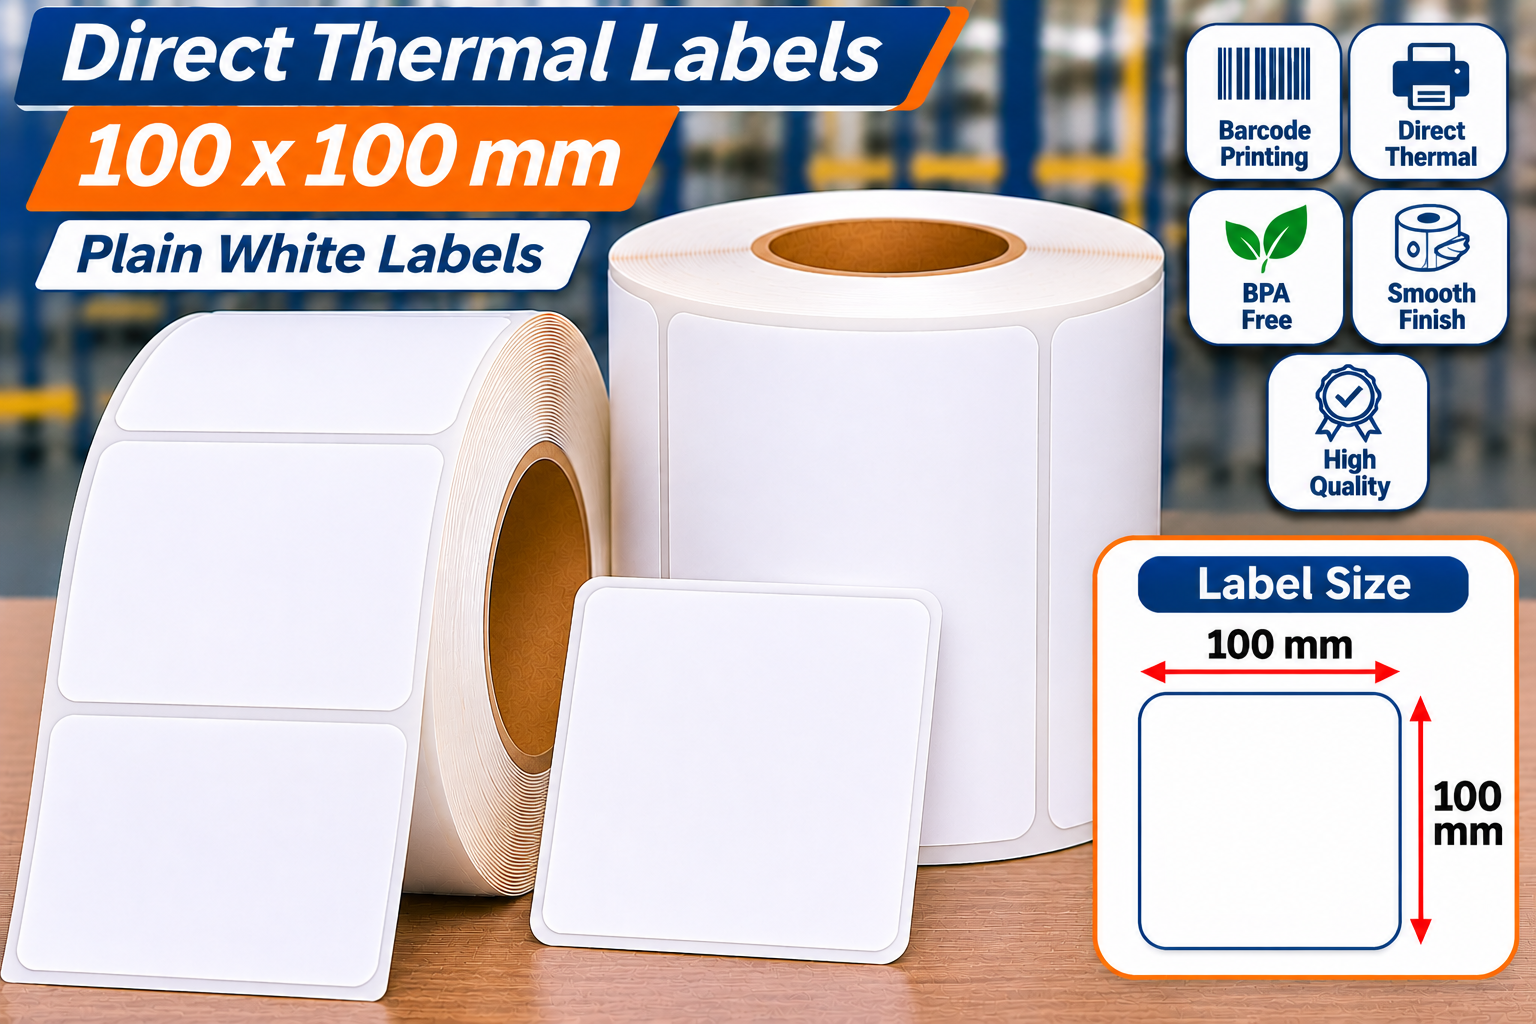 Direct Thermal Labels
100 x 100 mm
Plain White Labels
Barcode
Printing
Direct
Thermal
BPA
Free
Smooth
Finish
High
Quality
Label Size
100 mm
100
mm